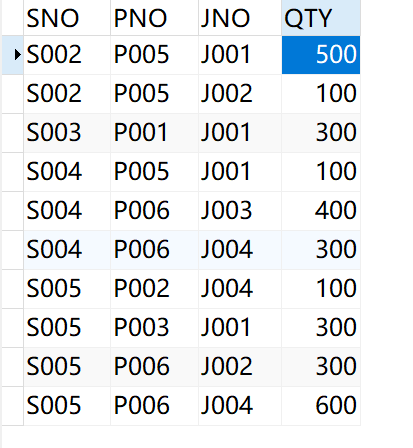 SNO PNO JNO QTY
S002 P005 J001 500
S002 P005 J002 100
S003 P001 J001 300
S004 P005 J001 100
S004 P006 J003 400
S004 P006 J004 300
S005 P002 J004 100
S005 P003 J001 300
S005 P006 J002 300
S005 P006 J004 600